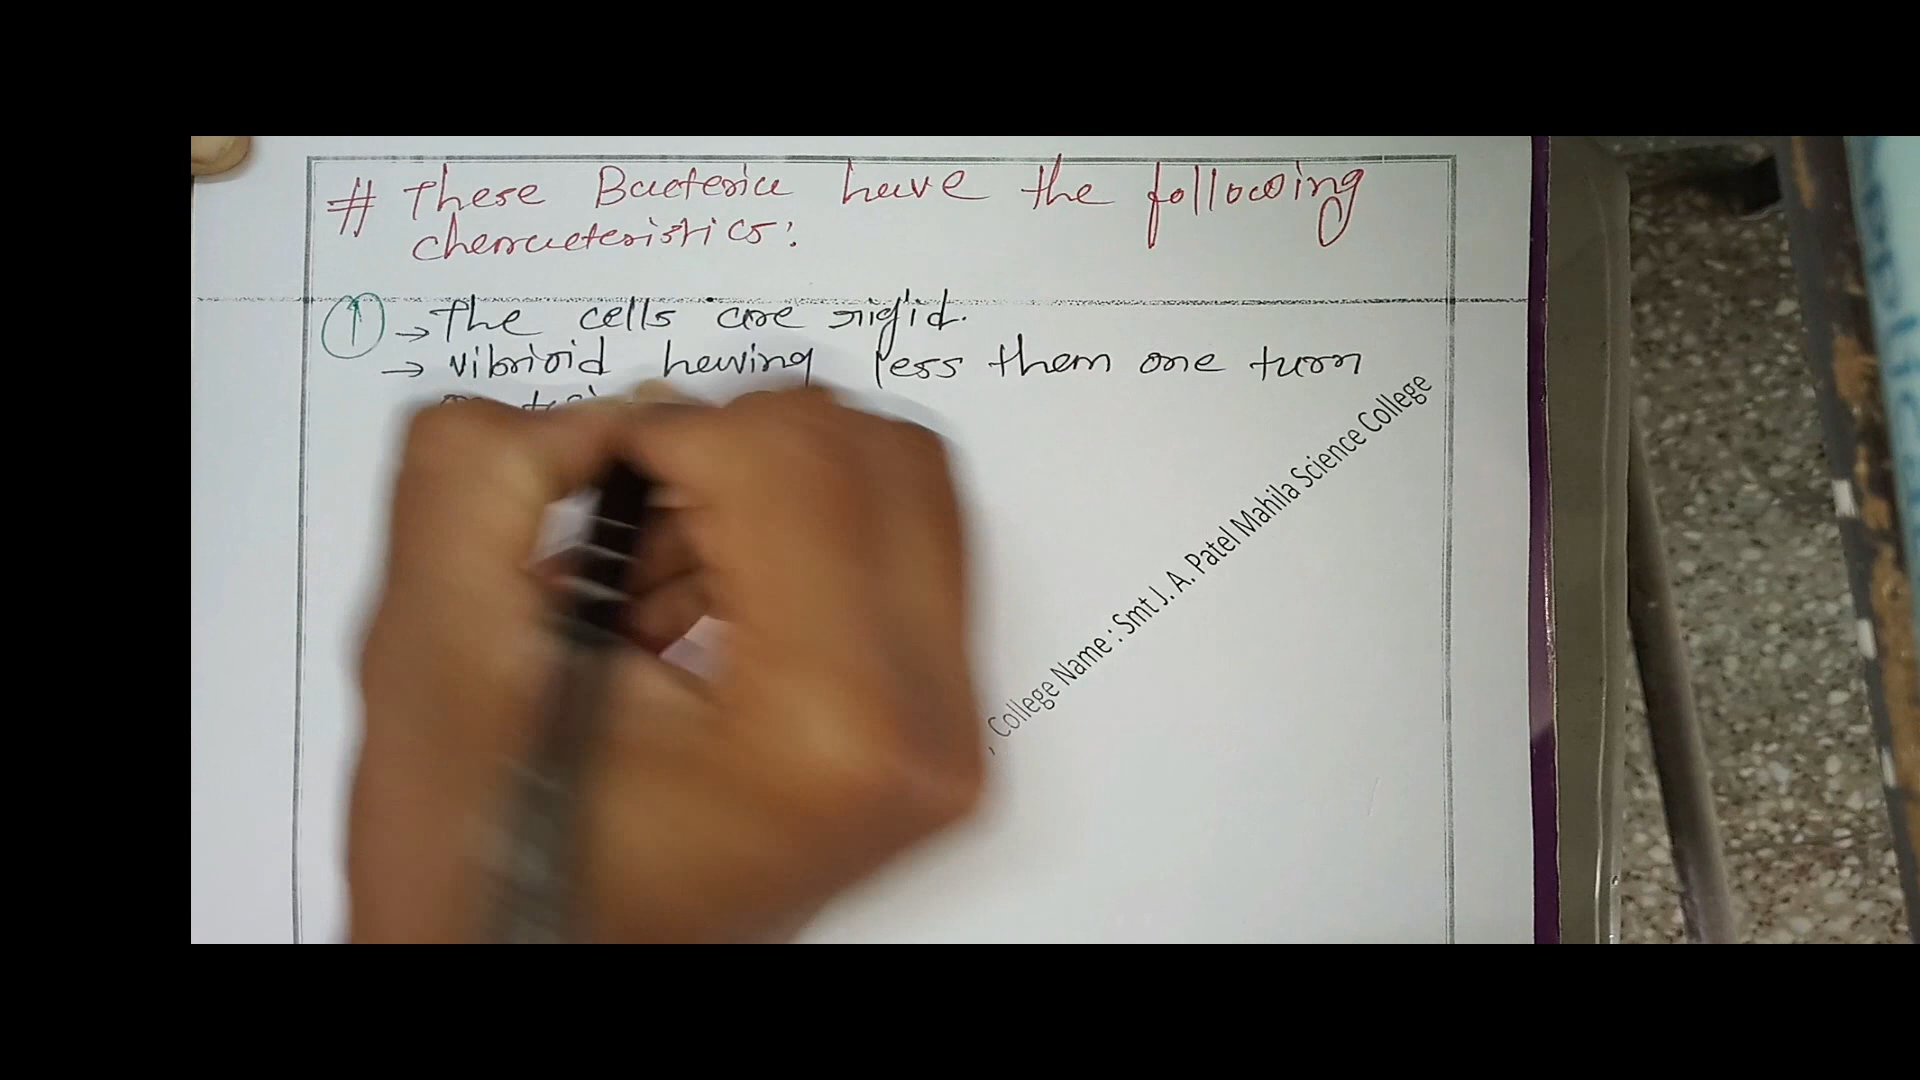 # These Bacteria have the following
characteristics:
1 → The cells are rigid.
→ vibrioid having less than one turn
, College Name : Smt J. A. Patel Mahila Science College